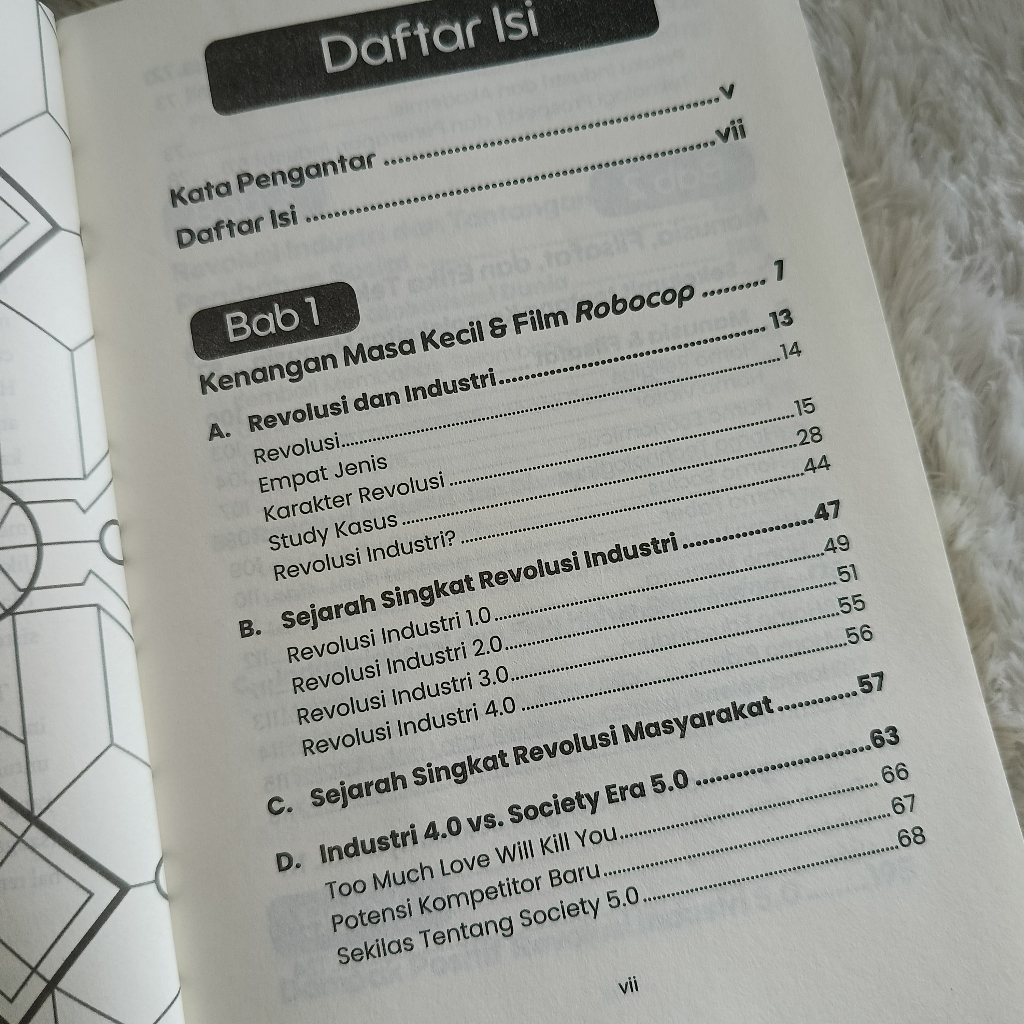 Daftar Isi
Kata Pengantar ........................................ v
Daftar Isi ........................................ vii
Bab 1
Kenangan Masa Kecil & Film Robocop ......... 1
A. Revolusi dan Industri ........................................ 13
Revolusi ........................................ 14
Empat Jenis
Karakter Revolusi ........................................ 15
Study Kasus ........................................ 28
Revolusi Industri? ........................................ 44
B. Sejarah Singkat Revolusi Industri .................... 47
Revolusi Industri 1.0 ........................................ 49
Revolusi Industri 2.0 ........................................ 51
Revolusi Industri 3.0 ........................................ 55
Revolusi Industri 4.0 ........................................ 56
C. Sejarah Singkat Revolusi Masyarakat ........... 57
D. Industri 4.0 vs. Society Era 5.0 ........................ 63
Too Much Love Will Kill You ........................................ 66
Potensi Kompetitor Baru ........................................ 67
Sekilas Tentang Society 5.0 ........................................ 68
vii